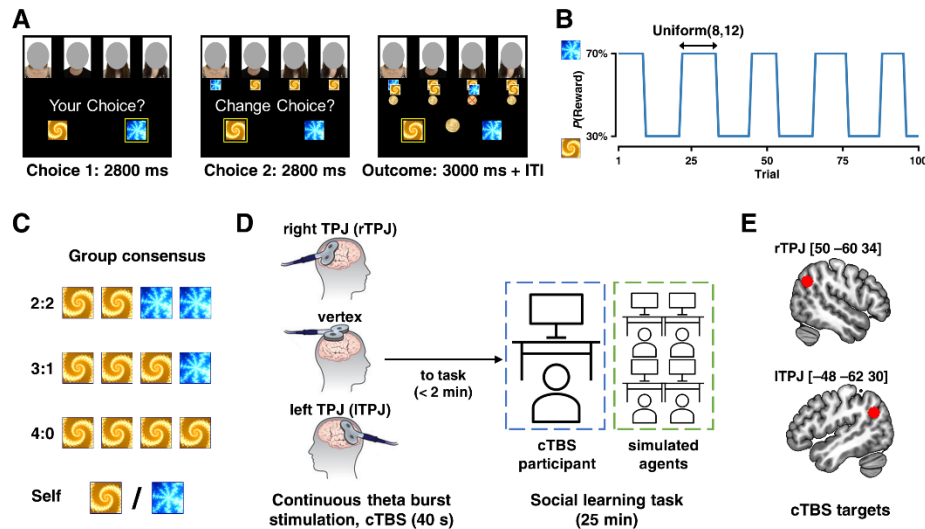 A
Your Choice?
Choice 1: 2800 ms
Change Choice?
Choice 2: 2800 ms
Outcome: 3000 ms + ITI
B
Uniform(8,12)
70%
P(Reward)
30%
1 25 50 75 100
Trial
C
Group consensus
2:2
3:1
4:0
Self /
D
right TPJ (rTPJ)
vertex
left TPJ (lTPJ)
Continuous theta burst
stimulation, cTBS (40 s)
to task
(< 2 min)
cTBS
participant
simulated
agents
Social learning task
(25 min)
E
rTPJ [50 –60 34]
lTPJ [–48 –62 30]
cTBS targets